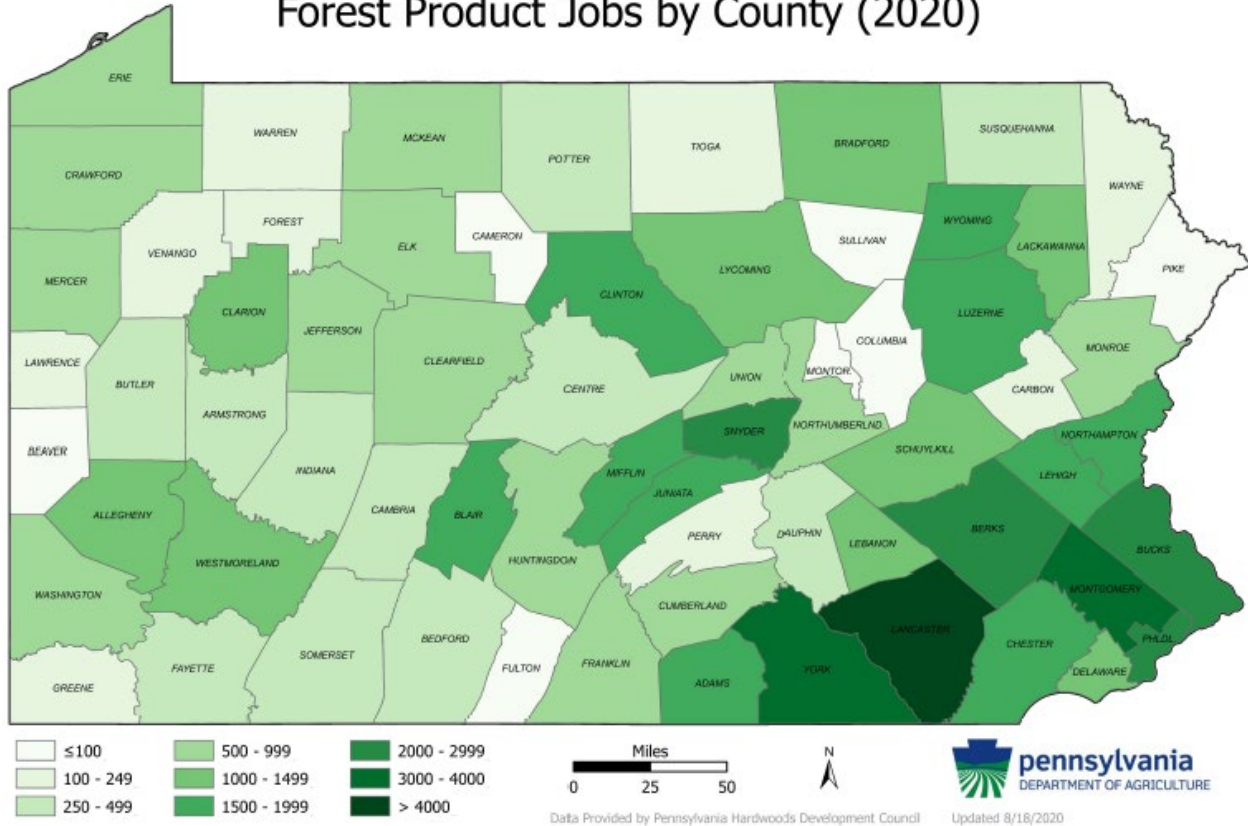 Forest Product Jobs by County (2020)
ERIE
WARREN
MCKEAN
POTTER
TIOGA
BRADFORD
SUSQUEHANNA
CRAWFORD
WAYNE
FOREST
CAMERON
SULLIVAN
WYOMING
LACKAWANNA
PIKE
VENANGO
ELK
LYCOMING
MERCER
CLARION
CLINTON
LUZERNE
JEFFERSON
COLUMBIA
MONROE
LAWRENCE
CLEARFIELD
MONTOR.
BUTLER
UNION
CARBON
CENTRE
ARMSTRONG
SNYDER
NORTHUMBERLND
NORTHAMPTON
BEAVER
SCHUYLKILL
INDIANA
MIFFLIN
LEHIGH
JUNIATA
CAMBRIA
BLAIR
ALLEGHENY
BERKS
PERRY
DAUPHIN
LEBANON
BUCKS
WESTMORELAND
HUNTINGDON
MONTGOMERY
WASHINGTON
CUMBERLAND
LANCASTER
BEDFORD
CHESTER
PHLDL
SOMERSET
FRANKLIN
FAYETTE
FULTON
YORK
DELAWARE
GREENE
ADAMS
≤100
100 - 249
250 - 499
500 - 999
1000 - 1499
1500 - 1999
2000 - 2999
3000 - 4000
> 4000
Miles
0 25 50
N
pennsylvania
DEPARTMENT OF AGRICULTURE
Data Provided by Pennsylvania Hardwoods Development Council
Updated 8/18/2020